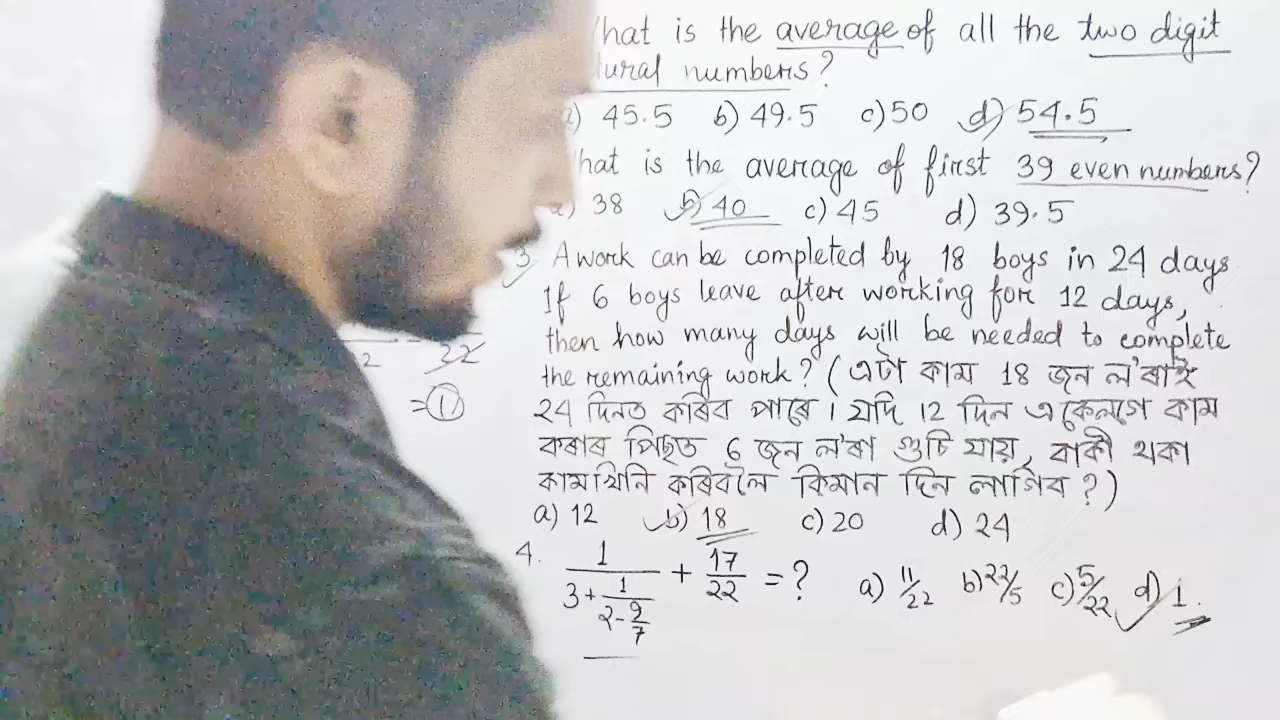 hat is the average of all the two digit
ural numbers?
a) 45.5 b) 49.5 c) 50 d) 54.5
hat is the average of first 39 even numbers?
a) 38 b) 40 c) 45 d) 39.5
3. A work can be completed by 18 boys in 24 days.
If 6 boys leave after working for 12 days,
then how many days will be needed to complete
the remaining work? (এটা কাম 18 জন ল'ৰাই
24 দিনত কৰিব পাৰে। যদি 12 দিন একেলগে কাম
কৰাৰ পিছত 6 জন ল'ৰা গুচি যায়, বাকী থকা
কামখিনি কৰিবলৈ কিমান দিন লাগিব?)
a) 12 b) 18 c) 20 d) 24
4. 1/(3+1/(2-9/7)) + 17/22 = ? a) 11/22 b) 22/5 c) 5/22 d) 1.
2 22
= 1